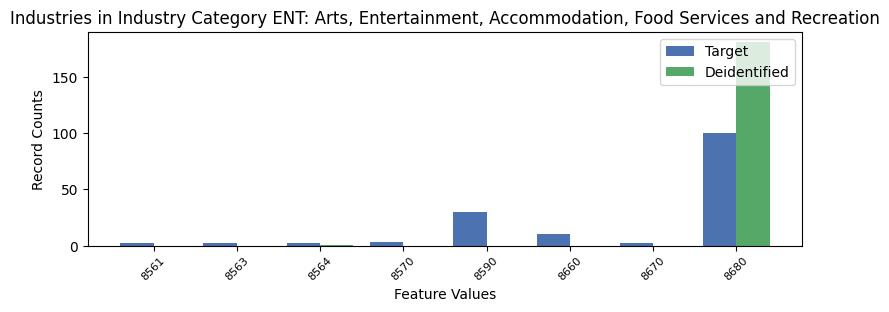 Industries in Industry Category ENT: Arts, Entertainment, Accommodation, Food Services and Recreation
Target
Deidentified
Record Counts
150
100
50
0
8561
8563
8564
8570
8590
8660
8670
8680
Feature Values